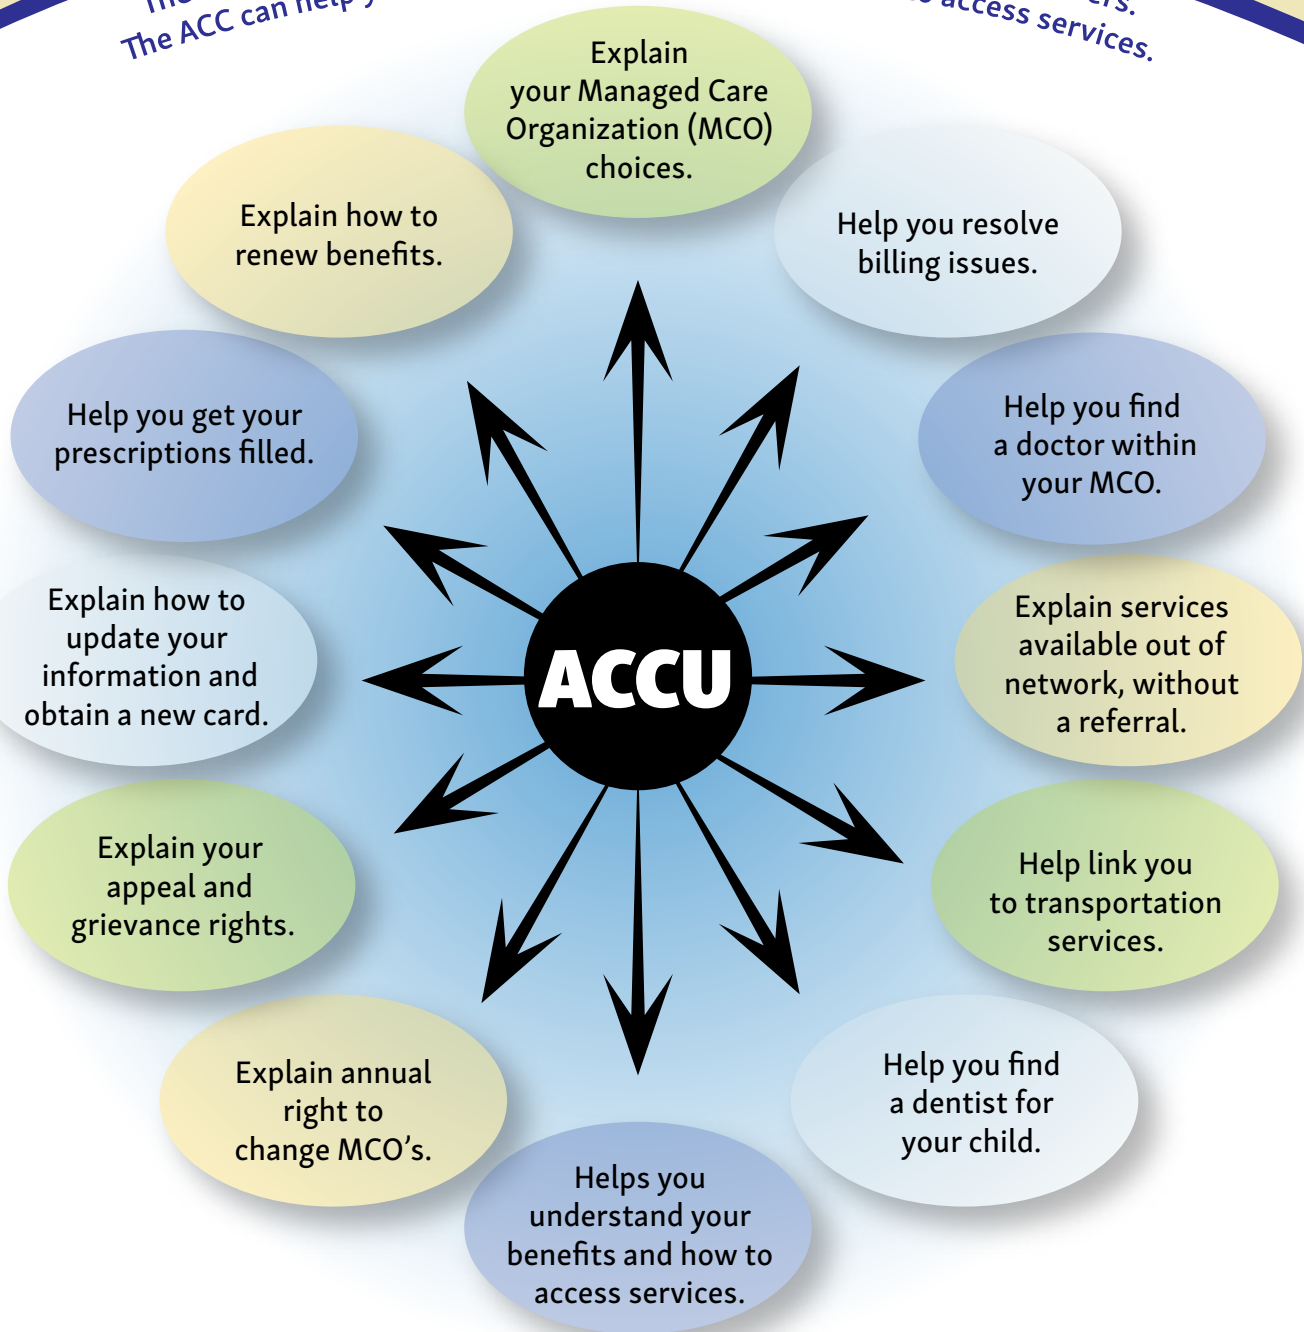 The ACC can help y
ers.
access services.
Explain
your Managed Care
Organization (MCO)
choices.
Help you resolve
billing issues.
Help you find
a doctor within
your MCO.
Explain services
available out of
network, without
a referral.
Help link you
to transportation
services.
Help you find
a dentist for
your child.
Helps you
understand your
benefits and how to
access services.
Explain annual
right to
change MCO's.
Explain your
appeal and
grievance rights.
Explain how to
update your
information and
obtain a new card.
Help you get your
prescriptions filled.
Explain how to
renew benefits.
ACCU